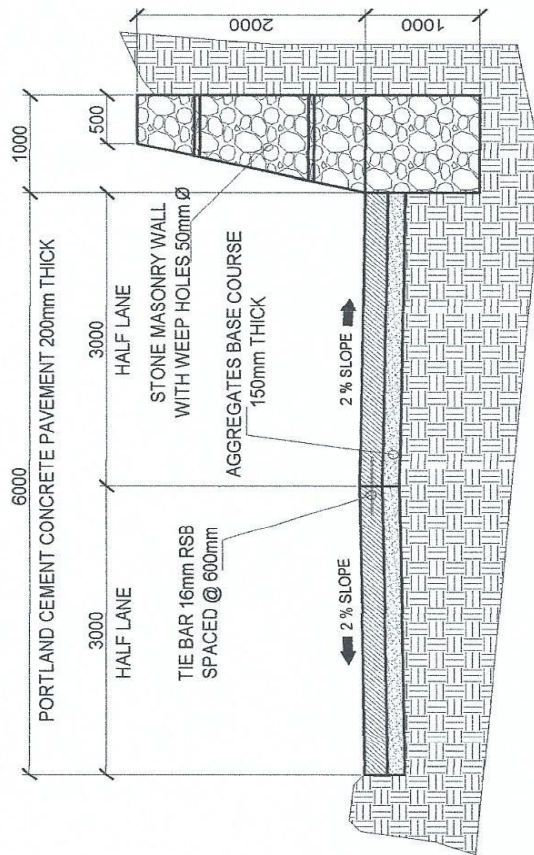 6000
1000
PORTLAND CEMENT CONCRETE PAVEMENT 200mm THICK
3000
3000
500
HALF LANE
HALF LANE
STONE MASONRY WALL
WITH WEEP HOLES 50mm Ø
TIE BAR 16mm RSB
SPACED @ 600mm
AGGREGATES BASE COURSE
150mm THICK
2 % SLOPE
2 % SLOPE
2000
1000